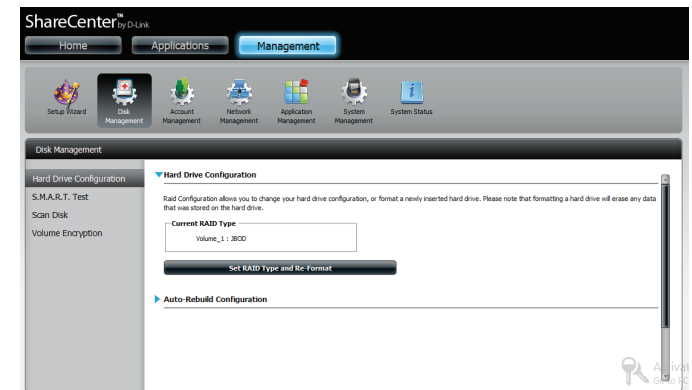 ShareCenter™ by D-Link
Home Applications Management
Setup Wizard Disk Management Account Management Network Management Application Management System Management System Status
Disk Management
Hard Drive Configuration
S.M.A.R.T. Test
Scan Disk
Volume Encryption
Hard Drive Configuration
Raid Configuration allows you to change your hard drive configuration, or format a newly inserted hard drive. Please note that formatting a hard drive will erase any data
that was stored on the hard drive.
Current RAID Type
Volume_1 : JBOD
Set RAID Type and Re-Format
Auto-Rebuild Configuration